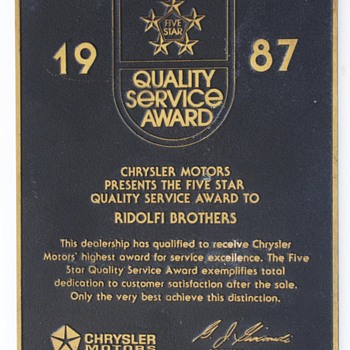 FIVE
STAR
19 87
QUALITY
SERVICE
AWARD
CHRYSLER MOTORS
PRESENTS THE FIVE STAR
QUALITY SERVICE AWARD TO
RIDOLFI BROTHERS
This dealership has qualified to receive Chrysler
Motors' highest award for service excellence. The Five
Star Quality Service Award exemplifies total
dedication to customer satisfaction after the sale.
Only the very best achieve this distinction.
CHRYSLER
MOTORS